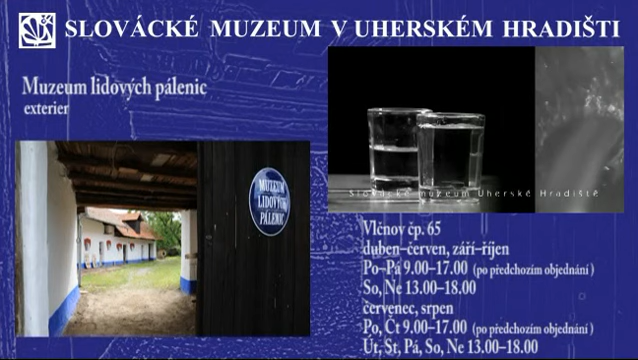 SLOVÁCKÉ MUZEUM V UHERSKÉM HRADIŠTI
Muzeum lidových pálenic
exterier
MUZEUM
LIDOVÝCH
PÁLENIC
Slovácké muzeum Uherské Hradiště
Vlčnov čp. 65
duben–červen, září–říjen
Po–Pá 9.00–17.00 (po předchozím objednání)
So, Ne 13.00–18.00
červenec, srpen
Po, Čt 9.00–17.00 (po předchozím objednání)
Út, St, Pá, So, Ne 13.00–18.00